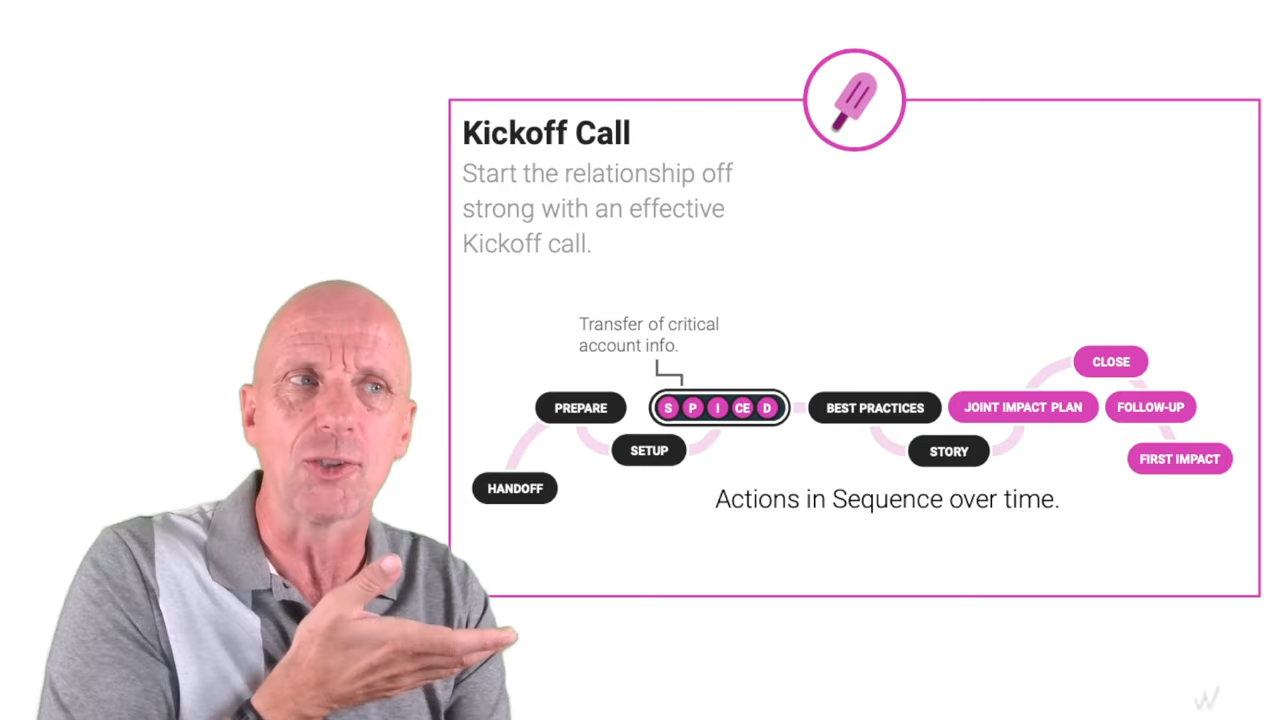 Kickoff Call
Start the relationship off
strong with an effective
Kickoff call.
Transfer of critical
account info.
HANDOFF
PREPARE
SETUP
S P I CE D
BEST PRACTICES
STORY
JOINT IMPACT PLAN
CLOSE
FOLLOW-UP
FIRST IMPACT
Actions in Sequence over time.
W